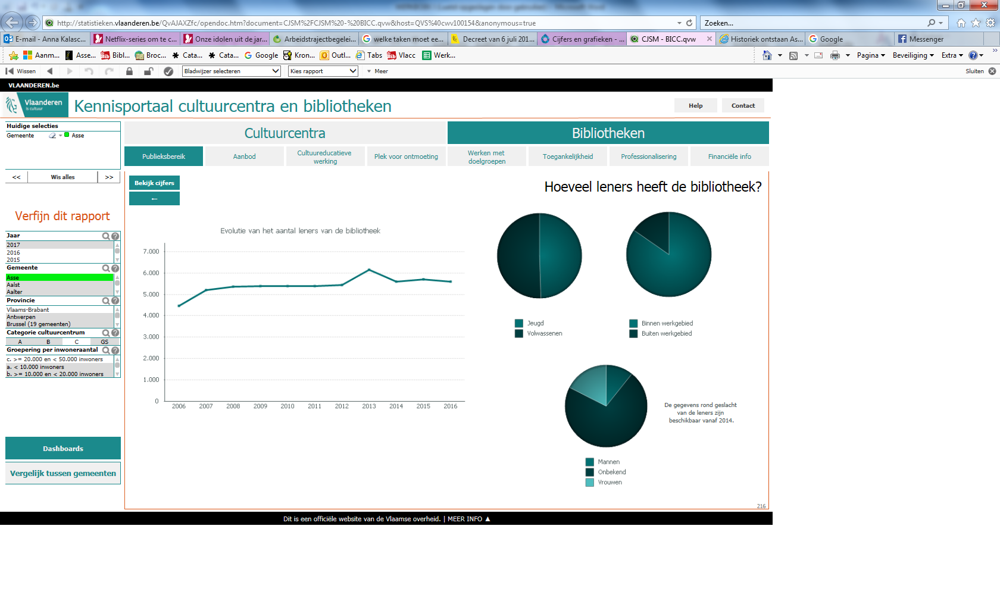 http://statistieken.vlaanderen.be/QvAJAXZfc/opendoc.htm?document=CJSM%2FCJSM%20-%20BICC.qvw&host=QVS%40cwv100154&anonymous=true
Zoeken...
E-mail - Anna Kalasc... Netflix-series om te c... Onze idolen uit de jar... Arbeidstrajectbegelei... welke taken moet ee... Decreet van 6 juli 201... Cijfers en grafieken - ... CJSM - BICC.qvw Historiek ontstaan As... Google Messenger
Aanm... Asse... Bibl... Broc... Cata... Cata... Google Kron... Outl... Tabs Vlacc Werk... Pagina Beveiliging Extra
Wissen Bladwijzer selecteren Kies rapport Meer Sluiten
VLAANDEREN.be
Vlaanderen
is cultuur
Kennisportaal cultuurcentra en bibliotheken
Help Contact
Huidige selecties
Gemeente Asse
<< Wis alles >>
Cultuurcentra Bibliotheken
Publieksbereik
Aanbod
Cultuureducatieve
werking
Plek voor ontmoeting
Werken met
doelgroepen
Toegankelijkheid
Professionalisering
Financiële info
Verfijn dit rapport
Jaar
2017
2016
2015
Gemeente
Asse
Aalst
Aalter
Provincie
Vlaams-Brabant
Antwerpen
Brussel (19 gemeenten)
Categorie cultuurcentrum
A B C GS
Groepering per inwoneraantal
c. >= 20.000 en < 50.000 inwoners
a. < 10.000 inwoners
b. >= 10.000 en < 20.000 inwoners
Dashboards
Vergelijk tussen gemeenten
Bekijk cijfers
←
Hoeveel leners heeft de bibliotheek?
Evolutie van het aantal leners van de bibliotheek
7.000
6.000
5.000
4.000
3.000
2.000
1.000
0
2006 2007 2008 2009 2010 2011 2012 2013 2014 2015 2016
Jeugd
Volwassenen
Binnen werkgebied
Buiten werkgebied
De gegevens rond geslacht
van de leners zijn
beschikbaar vanaf 2014.
Mannen
Onbekend
Vrouwen
216
Dit is een officiële website van de Vlaamse overheid. | MEER INFO ▲